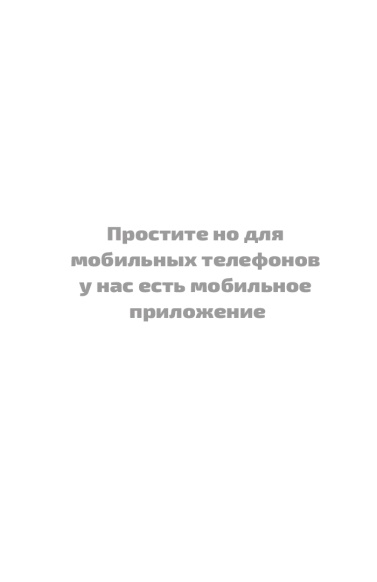 Простите но для
мобильных телефонов
у нас есть мобильное
приложение